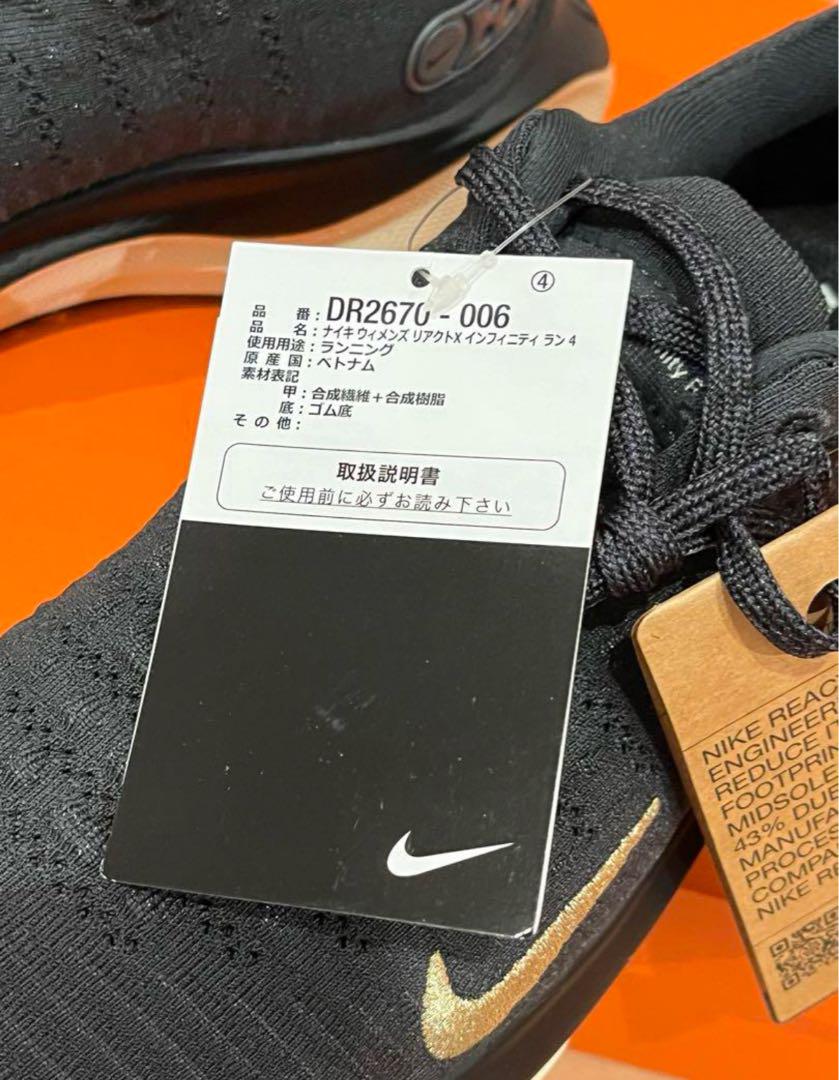 ④
品 番：DR2670 - 006
品 名：ナイキ ウィメンズ リアクトX インフィニティ ラン 4
使用用途：ランニング
原 産 国：ベトナム
素材表記
甲：合成繊維＋合成樹脂
底：ゴム底
そ の 他：
取扱説明書
ご使用前に必ずお読み下さい
NIKE REAC
ENGINEER
REDUCE
FOOTPRIN
MIDSOLE
43% DU
MANUFA
PROCES
COMPA
NIKE R